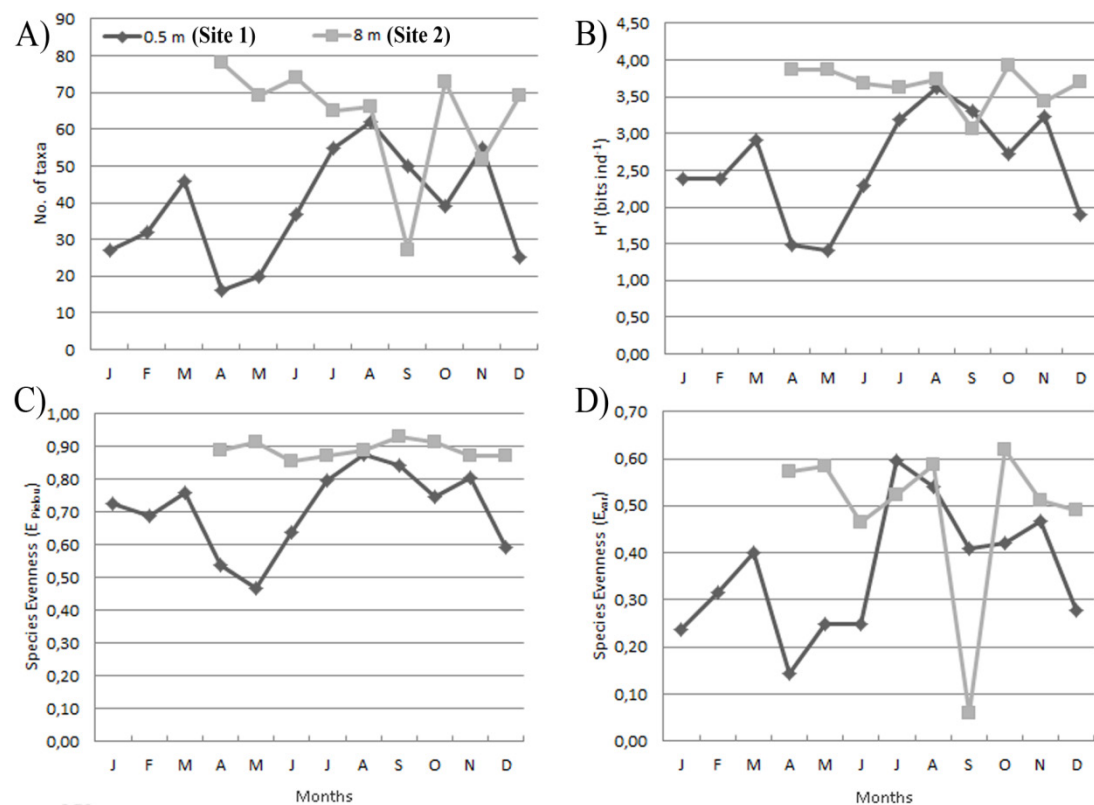 A)
0.5 m (Site 1) 8 m (Site 2)
No. of taxa
90
80
70
60
50
40
30
20
10
0
J F M A M J J A S O N D
B)
H' (bits ind⁻¹)
4,50
4,00
3,50
3,00
2,50
2,00
1,50
1,00
0,50
0,00
J F M A M J J A S O N D
C)
Species Evenness (E Pielou)
1,00
0,90
0,80
0,70
0,60
0,50
0,40
0,30
0,20
0,10
0,00
J F M A M J J A S O N D
Months
D)
Species Evenness (Evar)
0,70
0,60
0,50
0,40
0,30
0,20
0,10
0,00
J F M A M J J A S O N D
Months